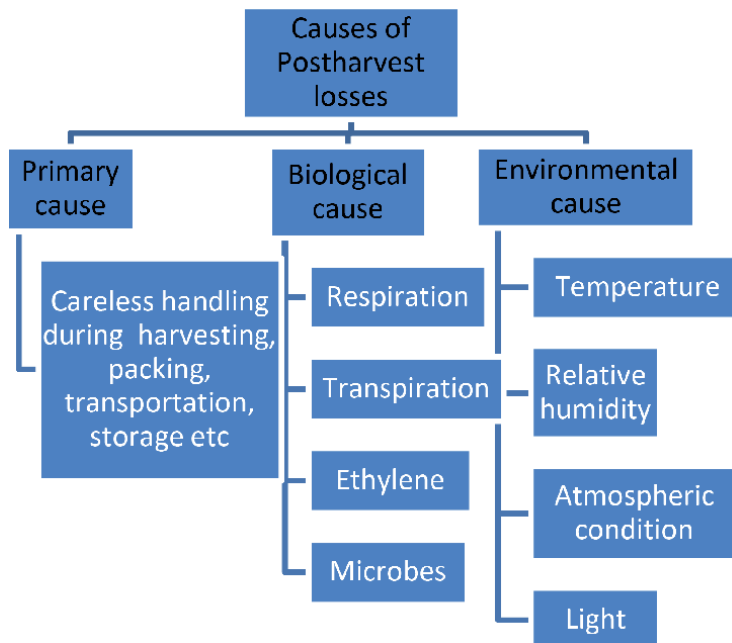 Causes of
Postharvest
losses
Primary
cause
Biological
cause
Environmental
cause
Careless handling
during harvesting,
packing,
transportation,
storage etc
Respiration
Transpiration
Ethylene
Microbes
Temperature
Relative
humidity
Atmospheric
condition
Light